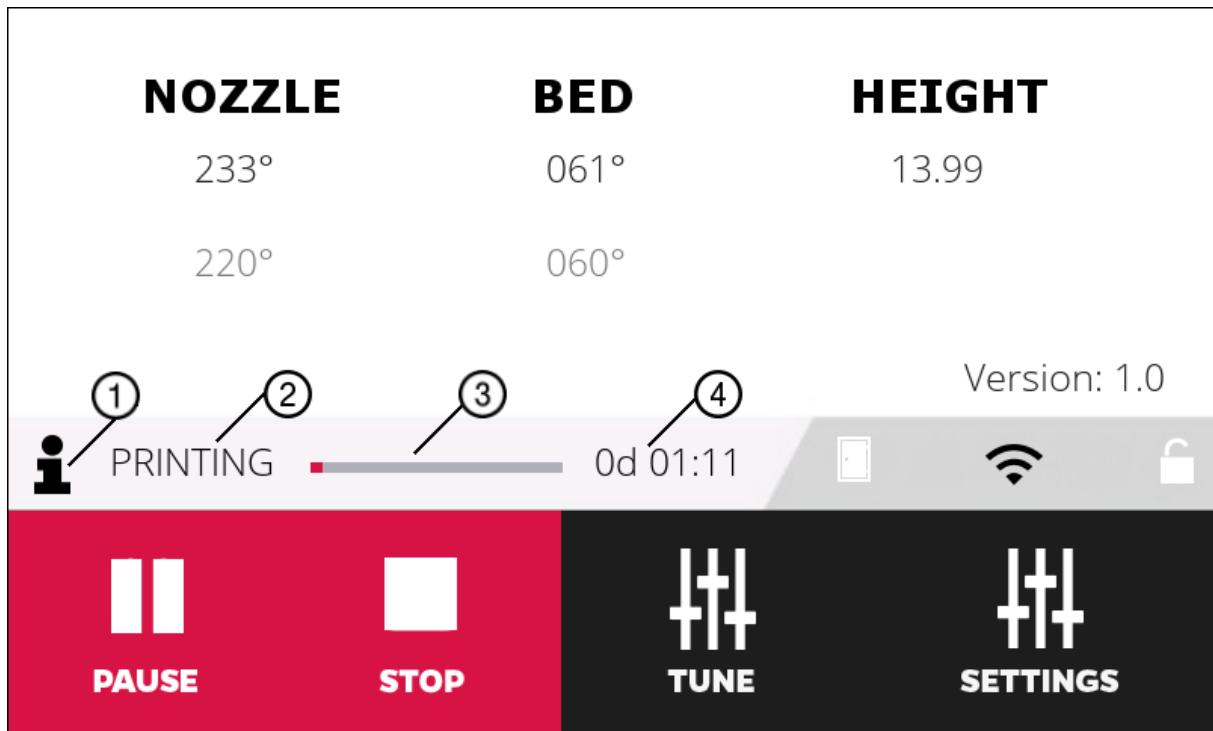 NOZZLE BED HEIGHT
233° 061° 13.99
220° 060°
Version: 1.0
1 2 3 4
PRINTING 0d 01:11
PAUSE STOP TUNE SETTINGS